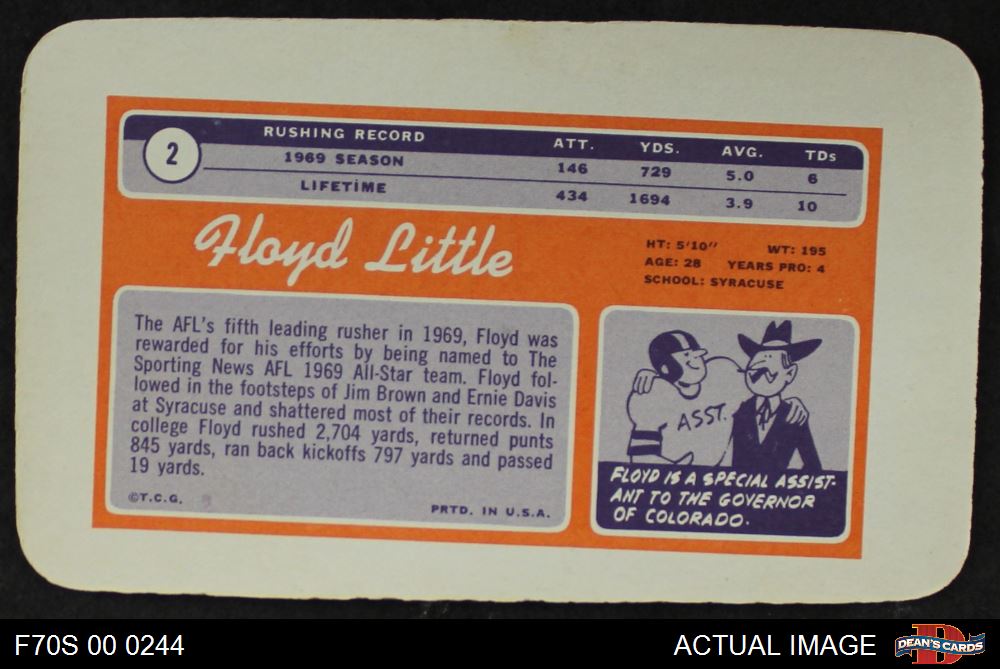 2
RUSHING RECORD ATT. YDS. AVG. TDs
1969 SEASON 146 729 5.0 6
LIFETIME 434 1694 3.9 10
Floyd Little
HT: 5'10" WT: 195
AGE: 28 YEARS PRO: 4
SCHOOL: SYRACUSE
The AFL's fifth leading rusher in 1969, Floyd was
rewarded for his efforts by being named to The
Sporting News AFL 1969 All-Star team. Floyd fol-
lowed in the footsteps of Jim Brown and Ernie Davis
at Syracuse and shattered most of their records. In
college Floyd rushed 2,704 yards, returned punts
845 yards, ran back kickoffs 797 yards and passed
19 yards.
©T.C.G. PRTD. IN U.S.A.
ASST.
FLOYD IS A SPECIAL ASSIST-
ANT TO THE GOVERNOR
OF COLORADO.
F70S 00 0244
ACTUAL IMAGE
D
DEAN'S CARDS